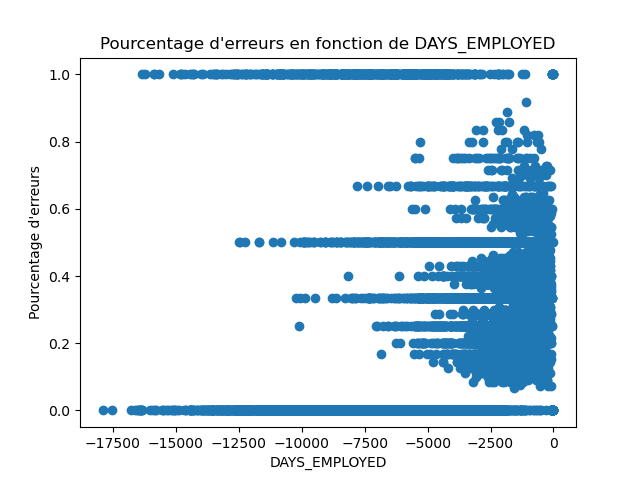 Pourcentage d'erreurs en fonction de DAYS_EMPLOYED
1.0
0.8
0.6
0.4
0.2
0.0
Pourcentage d'erreurs
−17500 −15000 −12500 −10000 −7500 −5000 −2500 0
DAYS_EMPLOYED